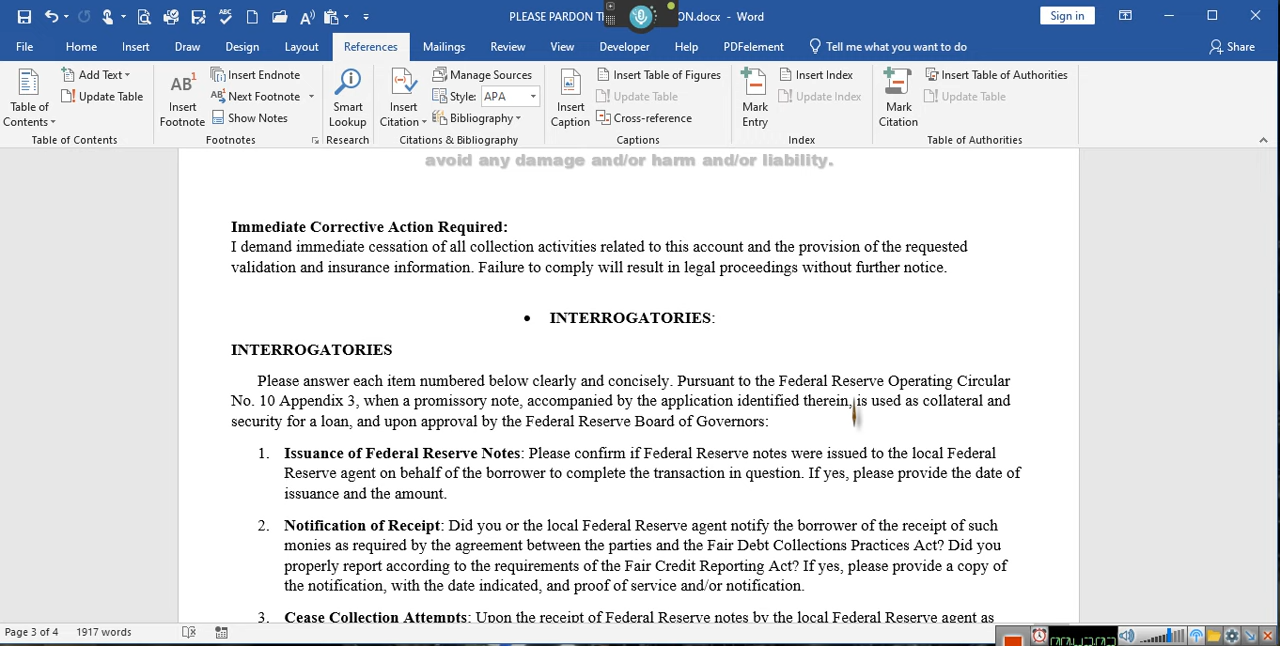 PLEASE PARDON T ON.docx - Word
Sign in
File Home Insert Draw Design Layout References Mailings Review View Developer Help PDFelement Tell me what you want to do Share
Table of Contents
Add Text
Update Table
Table of Contents
AB1 Insert Footnote
Insert Endnote
Next Footnote
Show Notes
Footnotes
Smart Lookup
Research
Insert Citation
Manage Sources
Style: APA
Bibliography
Citations & Bibliography
Insert Caption
Insert Table of Figures
Update Table
Cross-reference
Captions
Mark Entry
Insert Index
Update Index
Index
Mark Citation
Insert Table of Authorities
Update Table
Table of Authorities
avoid any damage and/or harm and/or liability.
Immediate Corrective Action Required:
I demand immediate cessation of all collection activities related to this account and the provision of the requested
validation and insurance information. Failure to comply will result in legal proceedings without further notice.
• INTERROGATORIES:
INTERROGATORIES
Please answer each item numbered below clearly and concisely. Pursuant to the Federal Reserve Operating Circular
No. 10 Appendix 3, when a promissory note, accompanied by the application identified therein, is used as collateral and
security for a loan, and upon approval by the Federal Reserve Board of Governors:
1. Issuance of Federal Reserve Notes: Please confirm if Federal Reserve notes were issued to the local Federal
Reserve agent on behalf of the borrower to complete the transaction in question. If yes, please provide the date of
issuance and the amount.
2. Notification of Receipt: Did you or the local Federal Reserve agent notify the borrower of the receipt of such
monies as required by the agreement between the parties and the Fair Debt Collections Practices Act? Did you
properly report according to the requirements of the Fair Credit Reporting Act? If yes, please provide a copy of
the notification, with the date indicated, and proof of service and/or notification.
3. Cease Collection Attempts: Upon the receipt of Federal Reserve notes by the local Federal Reserve agent as
Page 3 of 4 1917 words